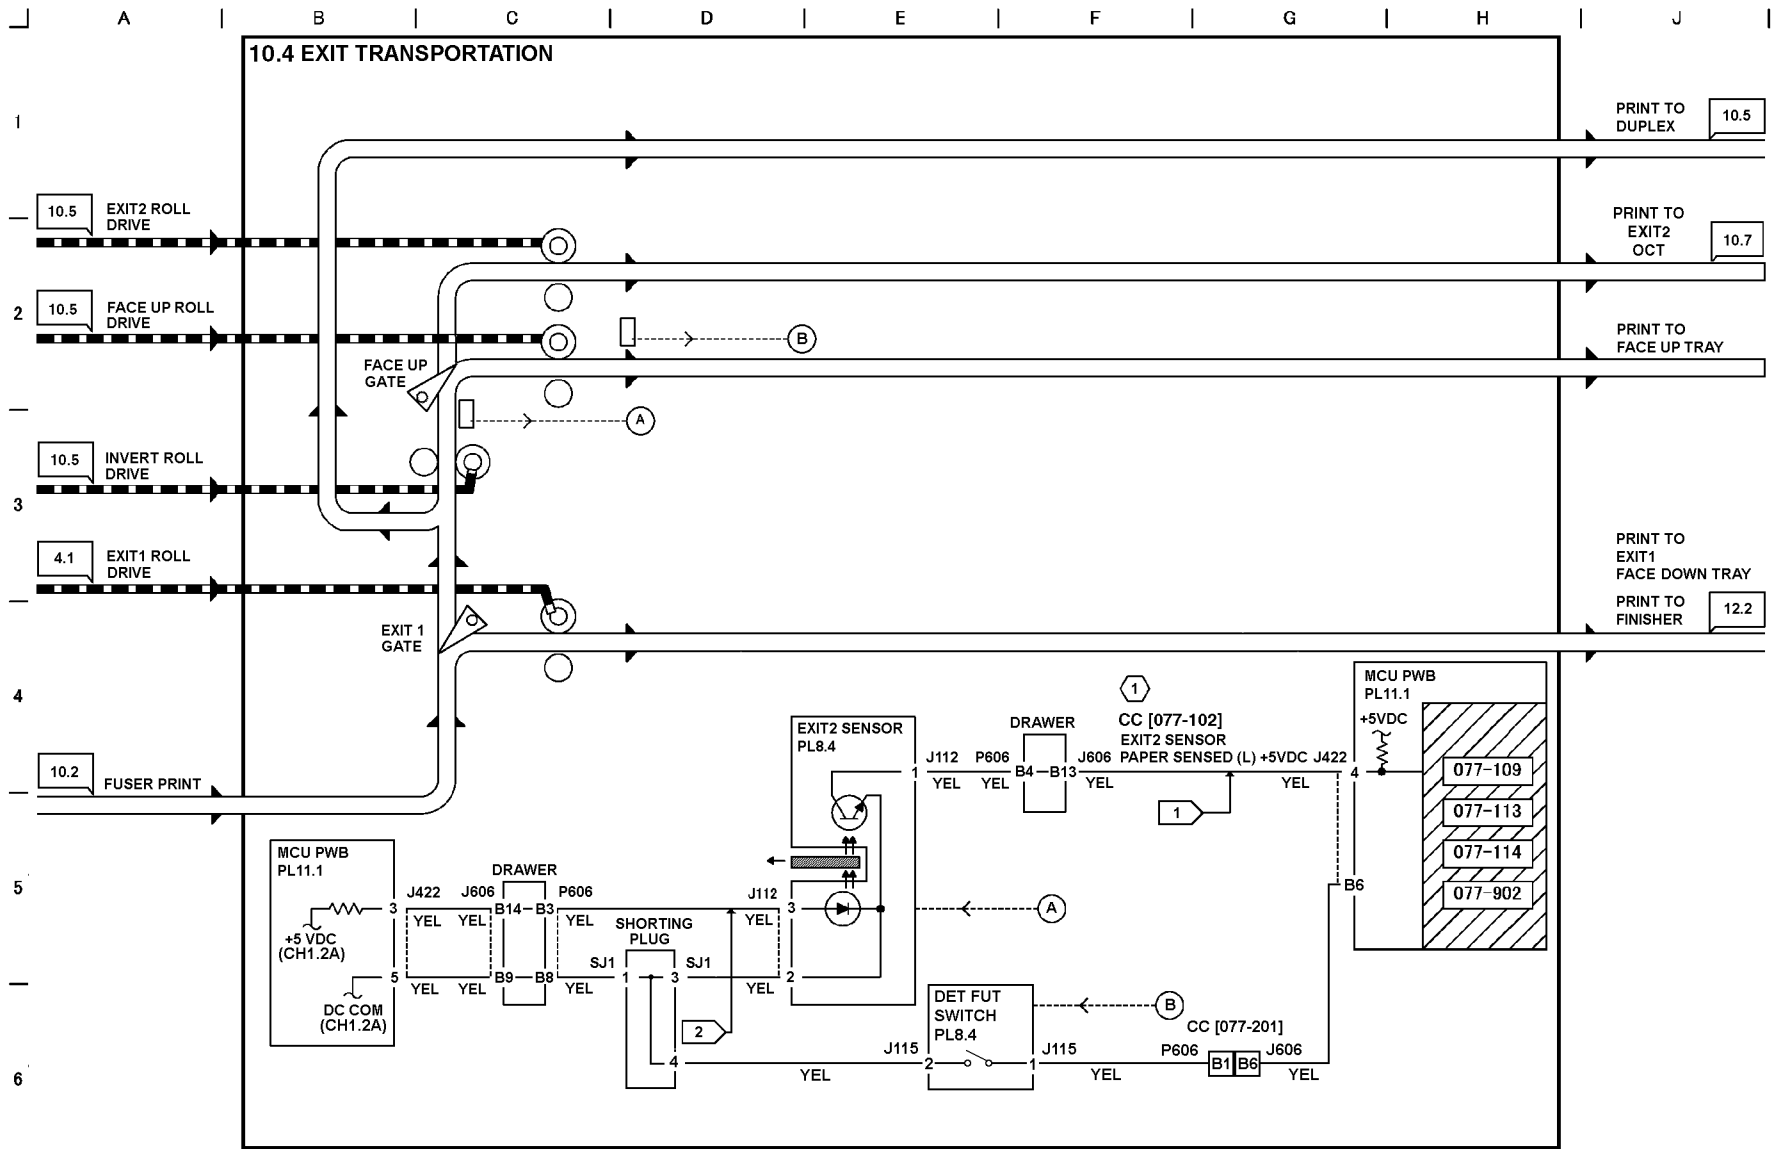 A B C D E F G H J
10.4 EXIT TRANSPORTATION
1
PRINT TO
DUPLEX
10.5
10.5
EXIT2 ROLL
DRIVE
PRINT TO
EXIT2
OCT
10.7
2
10.5
FACE UP ROLL
DRIVE
B
PRINT TO
FACE UP TRAY
FACE UP
GATE
A
10.5
INVERT ROLL
DRIVE
3
4.1
EXIT1 ROLL
DRIVE
PRINT TO
EXIT1
FACE DOWN TRAY
PRINT TO
FINISHER
12.2
EXIT 1
GATE
4
10.2
FUSER PRINT
EXIT2 SENSOR
PL8.4
1
J112
YEL
P606
YEL
DRAWER
B4
B13
J606
YEL
1
CC [077-102]
EXIT2 SENSOR
PAPER SENSED (L) +5VDC
J422
YEL
4
1
MCU PWB
PL11.1
+5VDC
077-109
077-113
077-114
077-902
B6
5
MCU PWB
PL11.1
+5 VDC
(CH1.2A)
DC COM
(CH1.2A)
3
J422
YEL
J606
YEL
DRAWER
B14
B3
P606
YEL
J112
YEL
3
A
5
YEL
YEL
B9
B8
YEL
SHORTING
PLUG
SJ1
1
3
SJ1
YEL
2
2
4
YEL
6
DET FUT
SWITCH
PL8.4
J115
2
1
J115
YEL
B
CC [077-201]
P606
B1
B6
J606
YEL